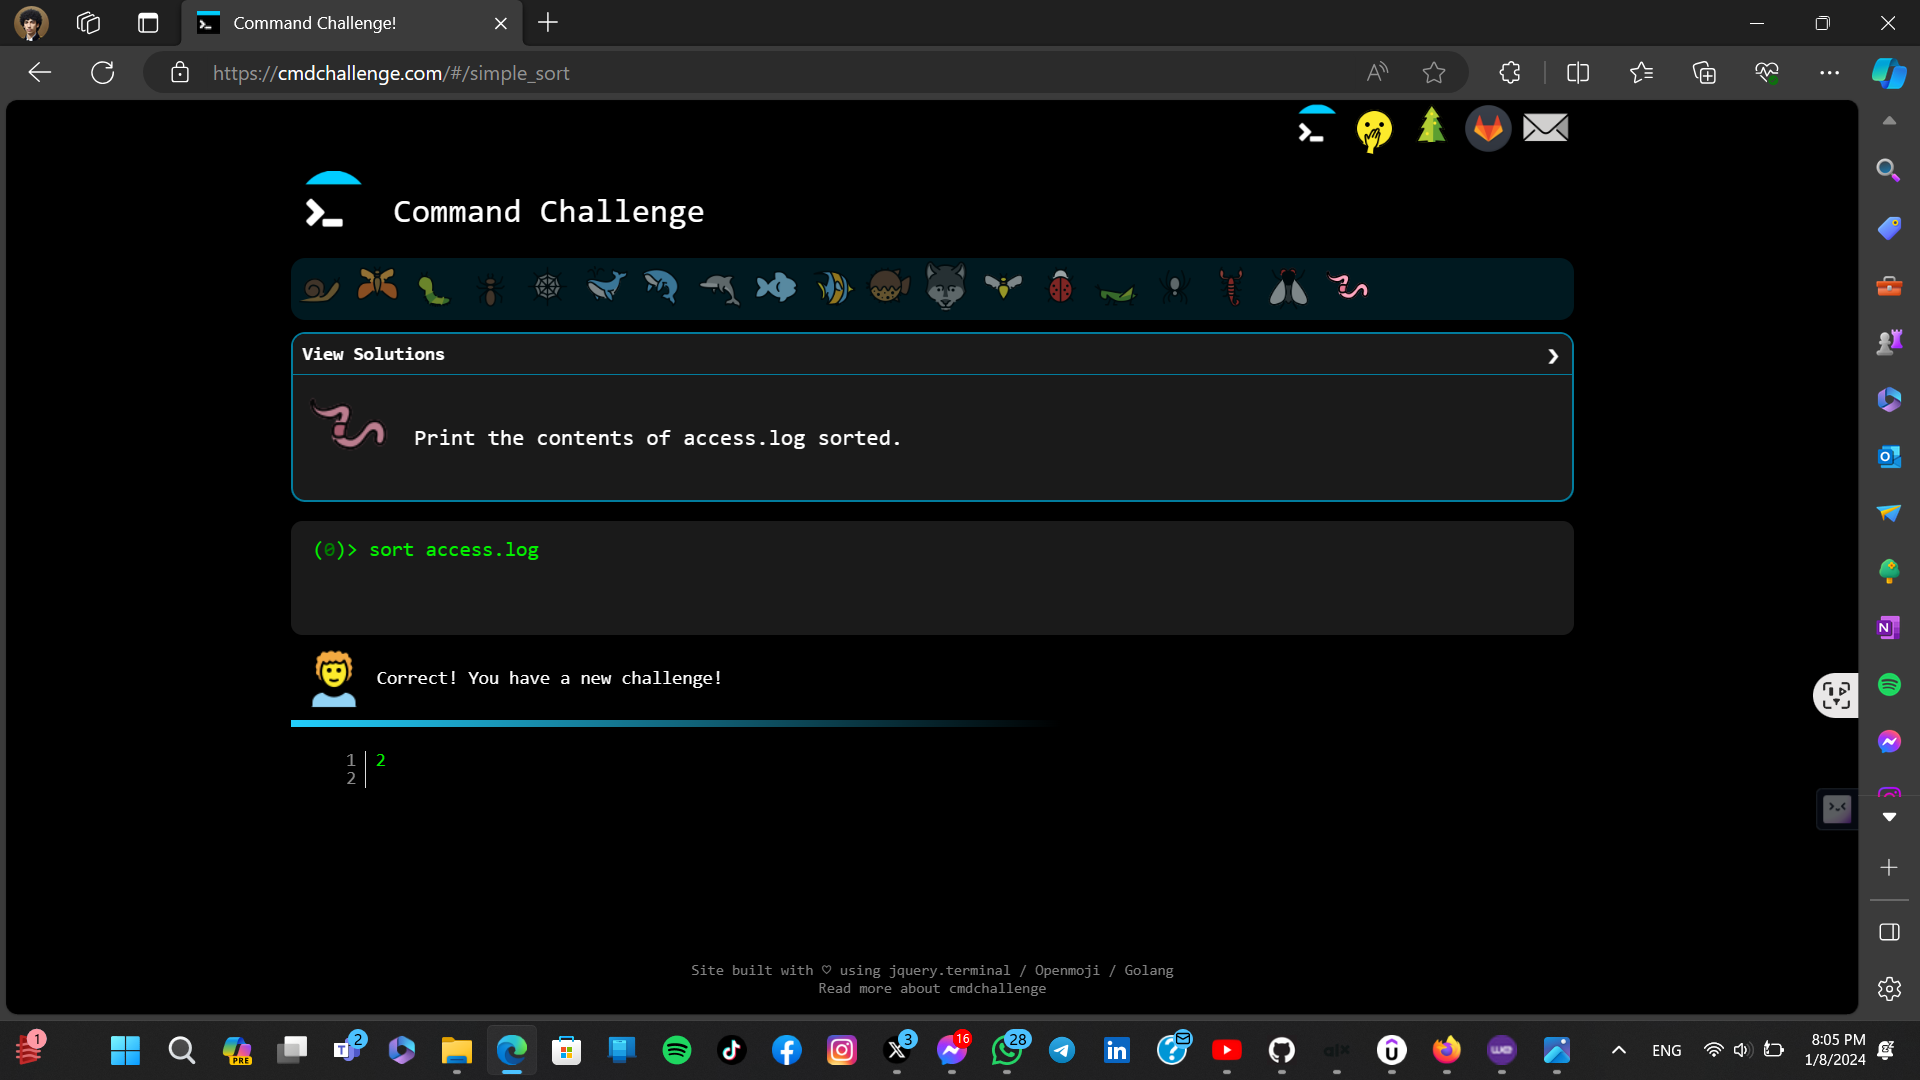 Command Challenge!
https://cmdchallenge.com/#/simple_sort
Command Challenge
View Solutions
Print the contents of access.log sorted.
(0)> sort access.log
Correct! You have a new challenge!
1 2
2
Site built with ♡ using jquery.terminal / Openmoji / Golang
Read more about cmdchallenge
1
PRE
2
3
16
28
ENG
8:05 PM
1/8/2024